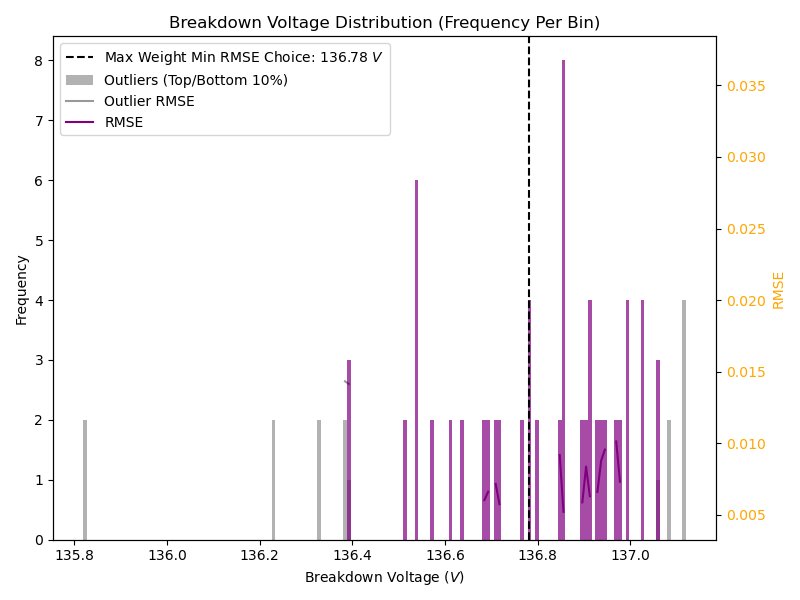 Breakdown Voltage Distribution (Frequency Per Bin)
Max Weight Min RMSE Choice: 136.78 V
Outliers (Top/Bottom 10%)
Outlier RMSE
RMSE
8
7
6
5
4
3
2
1
0
Frequency
0.035
0.030
0.025
0.020
0.015
0.010
0.005
RMSE
135.8 136.0 136.2 136.4 136.6 136.8 137.0
Breakdown Voltage (V)